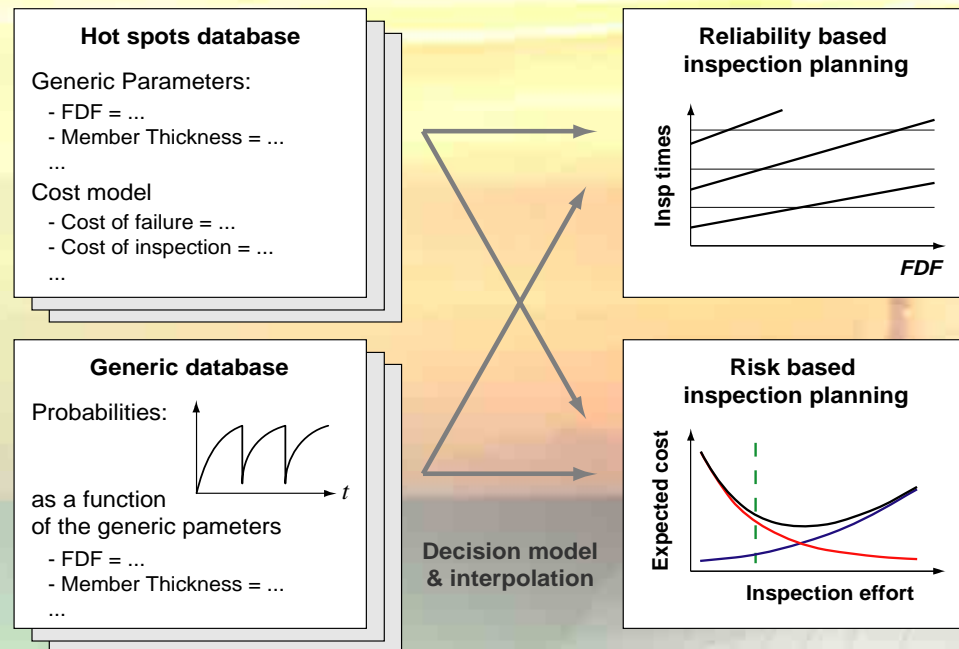 Hot spots database
Generic Parameters:
- FDF = ...
- Member Thickness = ...
...
Cost model
- Cost of failure = ...
- Cost of inspection = ...
...
Generic database
Probabilities:
t
as a function
of the generic pameters
- FDF = ...
- Member Thickness = ...
...
Decision model
& interpolation
Reliability based
inspection planning
Insp times
FDF
Risk based
inspection planning
Expected cost
Inspection effort